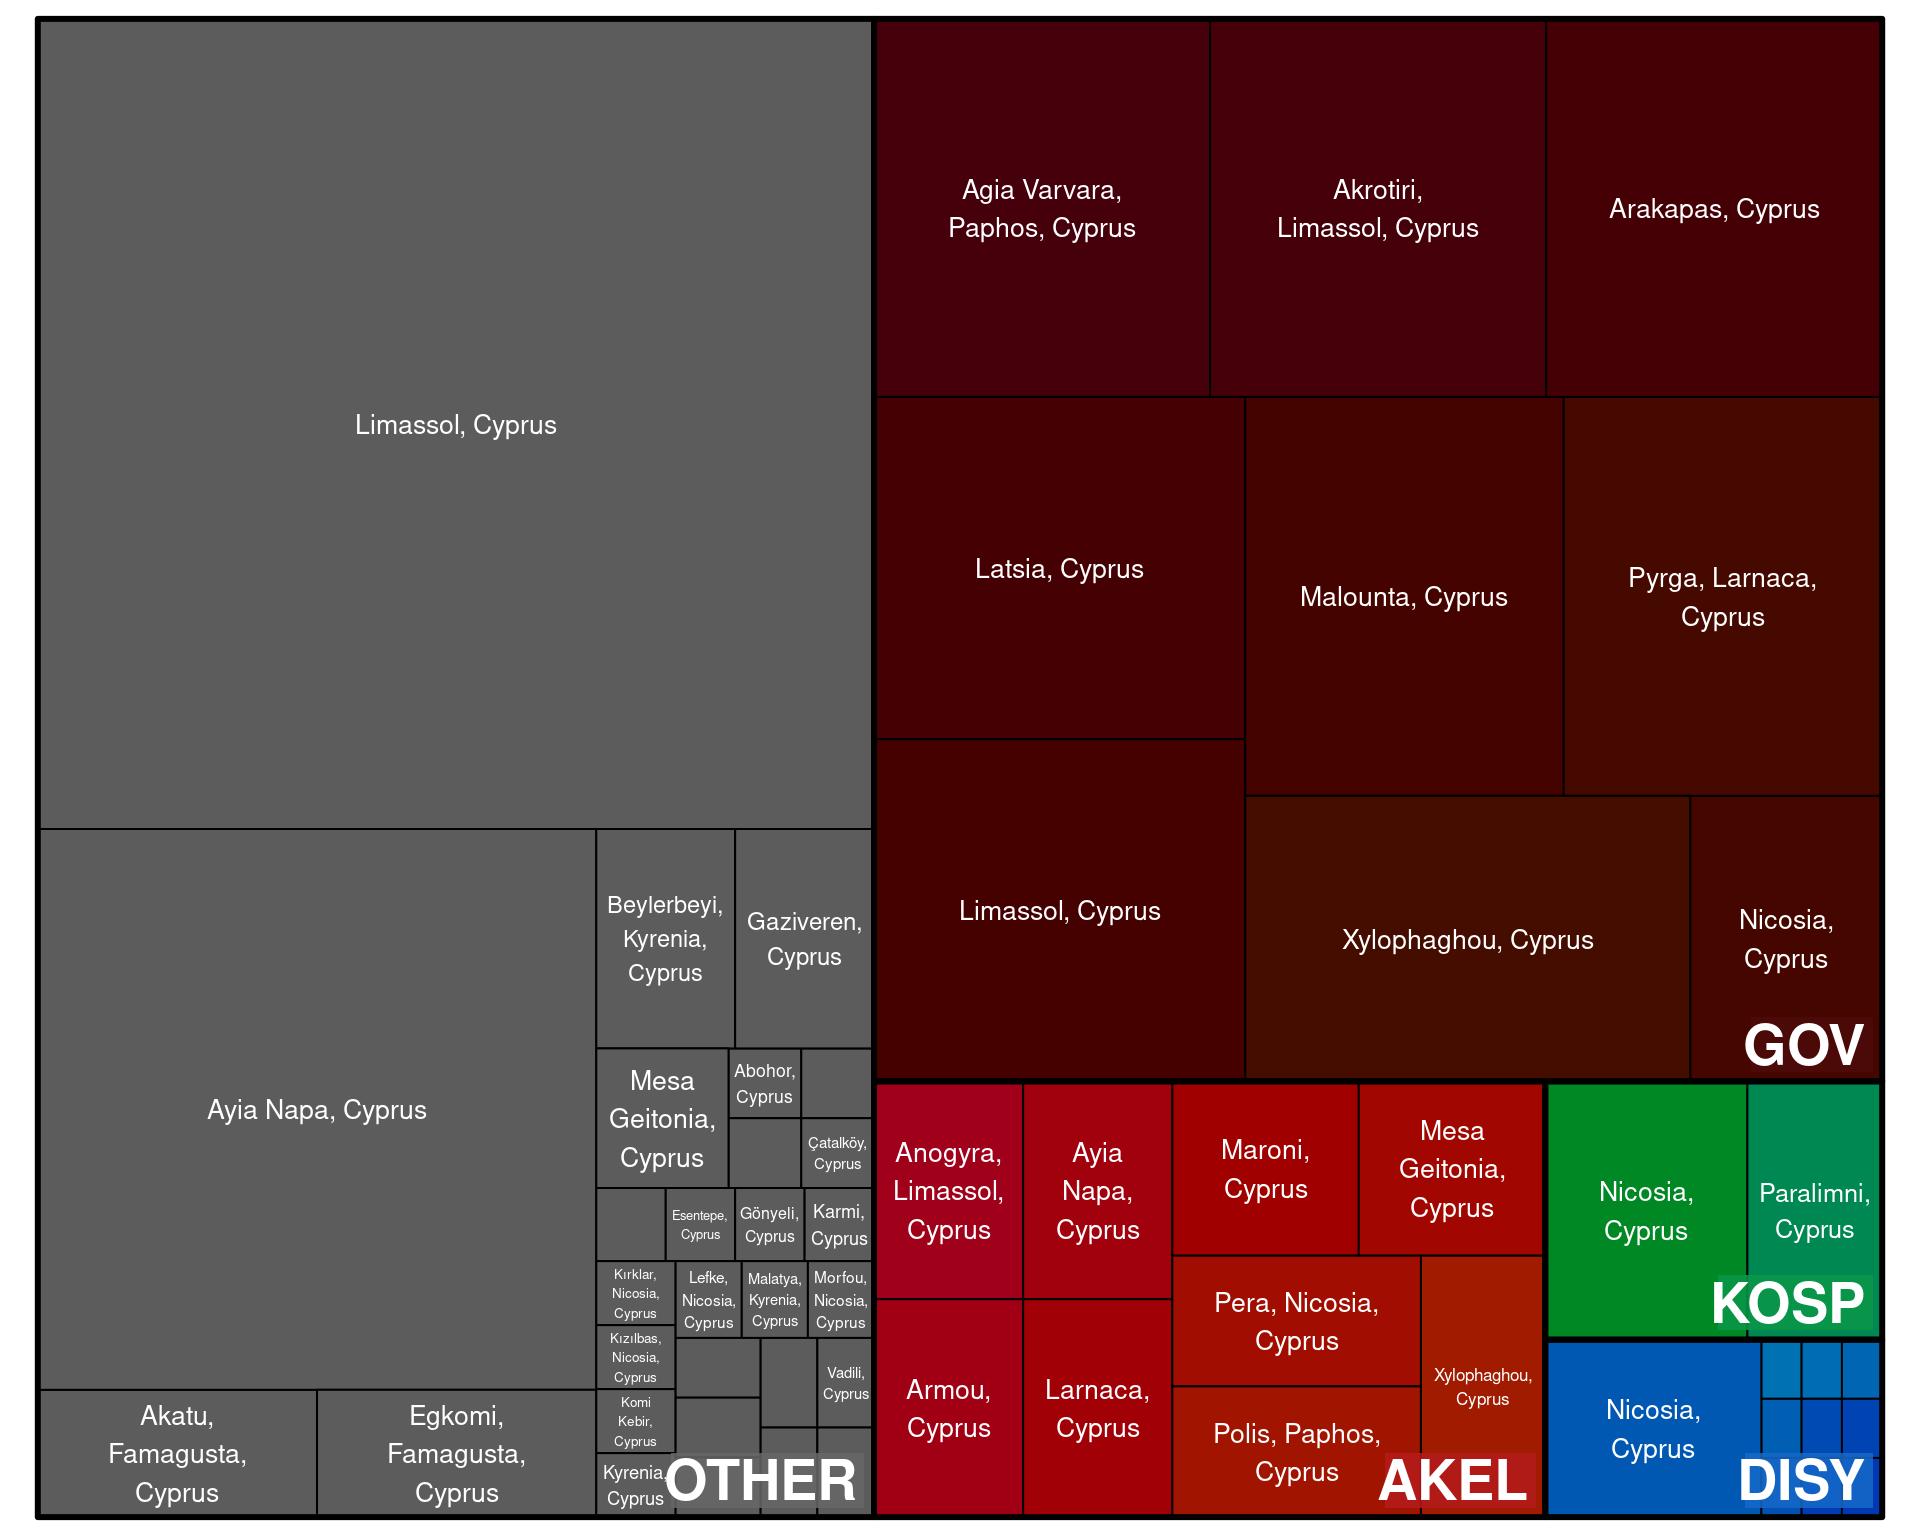 Limassol, Cyprus
Ayia Napa, Cyprus
Akatu,
Famagusta,
Cyprus
Egkomi,
Famagusta,
Cyprus
Beylerbeyi,
Kyrenia,
Cyprus
Gaziveren,
Cyprus
Mesa
Geitonia,
Cyprus
Abohor,
Cyprus
Çatalköy,
Cyprus
Esentepe,
Cyprus
Gönyeli,
Cyprus
Karmi,
Cyprus
Kırklar,
Nicosia,
Cyprus
Lefke,
Nicosia,
Cyprus
Malatya,
Kyrenia,
Cyprus
Morfou,
Nicosia,
Cyprus
Kızılbas,
Nicosia,
Cyprus
Vadili,
Cyprus
Komi
Kebir,
Cyprus
Kyrenia,
Cyprus
OTHER
Agia Varvara,
Paphos, Cyprus
Akrotiri,
Limassol, Cyprus
Arakapas, Cyprus
Latsia, Cyprus
Malounta, Cyprus
Pyrga, Larnaca,
Cyprus
Limassol, Cyprus
Xylophaghou, Cyprus
Nicosia,
Cyprus
GOV
Anogyra,
Limassol,
Cyprus
Ayia
Napa,
Cyprus
Maroni,
Cyprus
Mesa
Geitonia,
Cyprus
Armou,
Cyprus
Larnaca,
Cyprus
Pera, Nicosia,
Cyprus
Polis, Paphos,
Cyprus
Xylophaghou,
Cyprus
AKEL
Nicosia,
Cyprus
Paralimni,
Cyprus
KOSP
Nicosia,
Cyprus
DISY